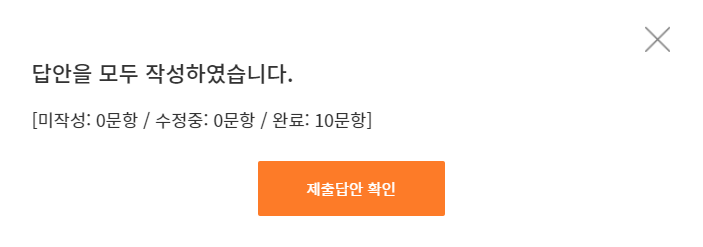 답안을 모두 작성하였습니다.
[미작성: 0문항 / 수정중: 0문항 / 완료: 10문항]
제출답안 확인